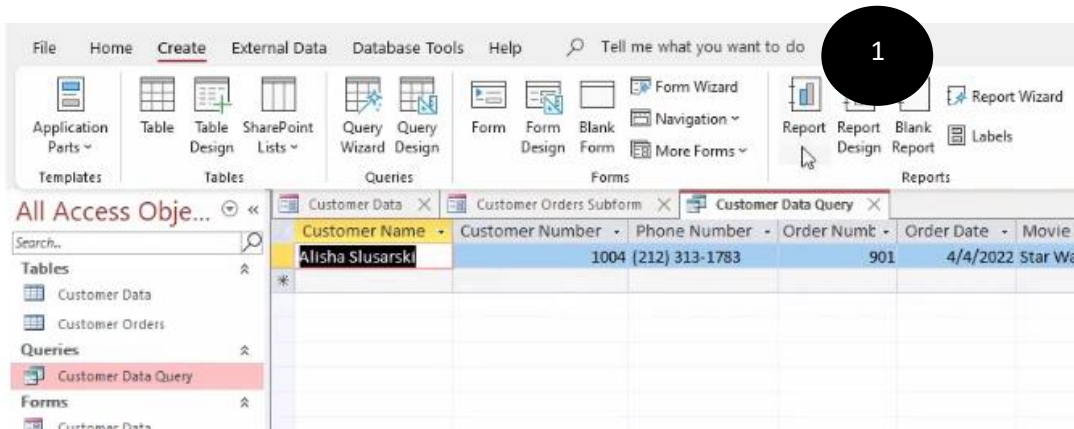 1
File Home Create External Data Database Tools Help Tell me what you want to do
Application Parts
Table
Table Design
SharePoint Lists
Query Wizard
Query Design
Form
Form Design
Blank Form
Form Wizard
Navigation
More Forms
Report
Report Design
Blank Report
Report Wizard
Labels
Templates Tables Queries Forms Reports
All Access Obje...
Search..
Tables
Customer Data
Customer Orders
Queries
Customer Data Query
Forms
Customer Data
Customer Data Customer Orders Subform Customer Data Query
Customer Name Customer Number Phone Number Order Numb Order Date Movie
Alisha Slusarski 1004 (212) 313-1783 901 4/4/2022 Star Wa